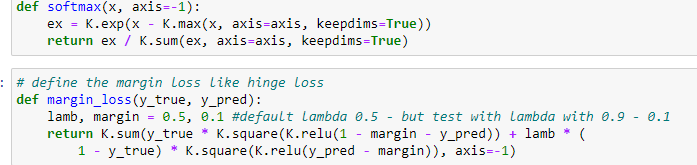 def softmax(x, axis=-1):
    ex = K.exp(x - K.max(x, axis=axis, keepdims=True))
    return ex / K.sum(ex, axis=axis, keepdims=True)
: # define the margin loss like hinge loss
def margin_loss(y_true, y_pred):
    lamb, margin = 0.5, 0.1 #default lambda 0.5 - but test with lambda with 0.9 - 0.1
    return K.sum(y_true * K.square(K.relu(1 - margin - y_pred)) + lamb * (
        1 - y_true) * K.square(K.relu(y_pred - margin)), axis=-1)